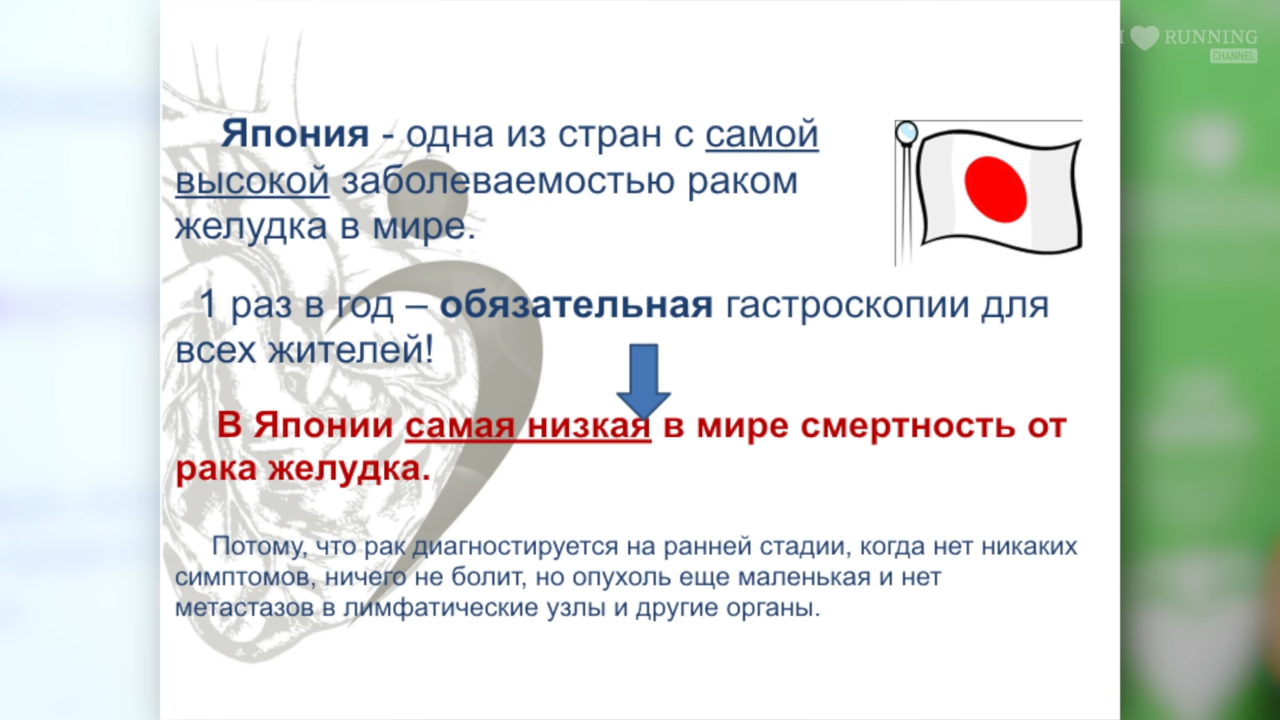 I RUNNING
CHANNEL
Япония - одна из стран с самой
высокой заболеваемостью раком
желудка в мире.
1 раз в год – обязательная гастроскопии для
всех жителей!
В Японии самая низкая в мире смертность от
рака желудка.
Потому, что рак диагностируется на ранней стадии, когда нет никаких
симптомов, ничего не болит, но опухоль еще маленькая и нет
метастазов в лимфатические узлы и другие органы.